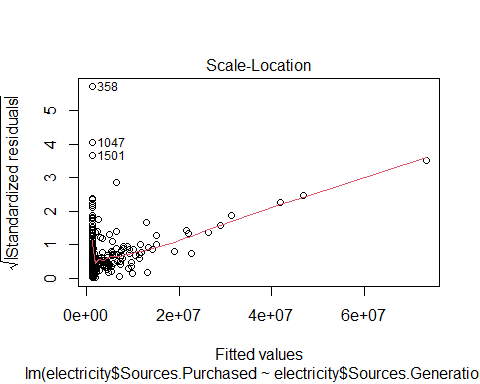 Scale-Location
358
1047
1501
√|Standardized residuals|
0 1 2 3 4 5
0e+00 2e+07 4e+07 6e+07
Fitted values
lm(electricity$Sources.Purchased ~ electricity$Sources.Generatio